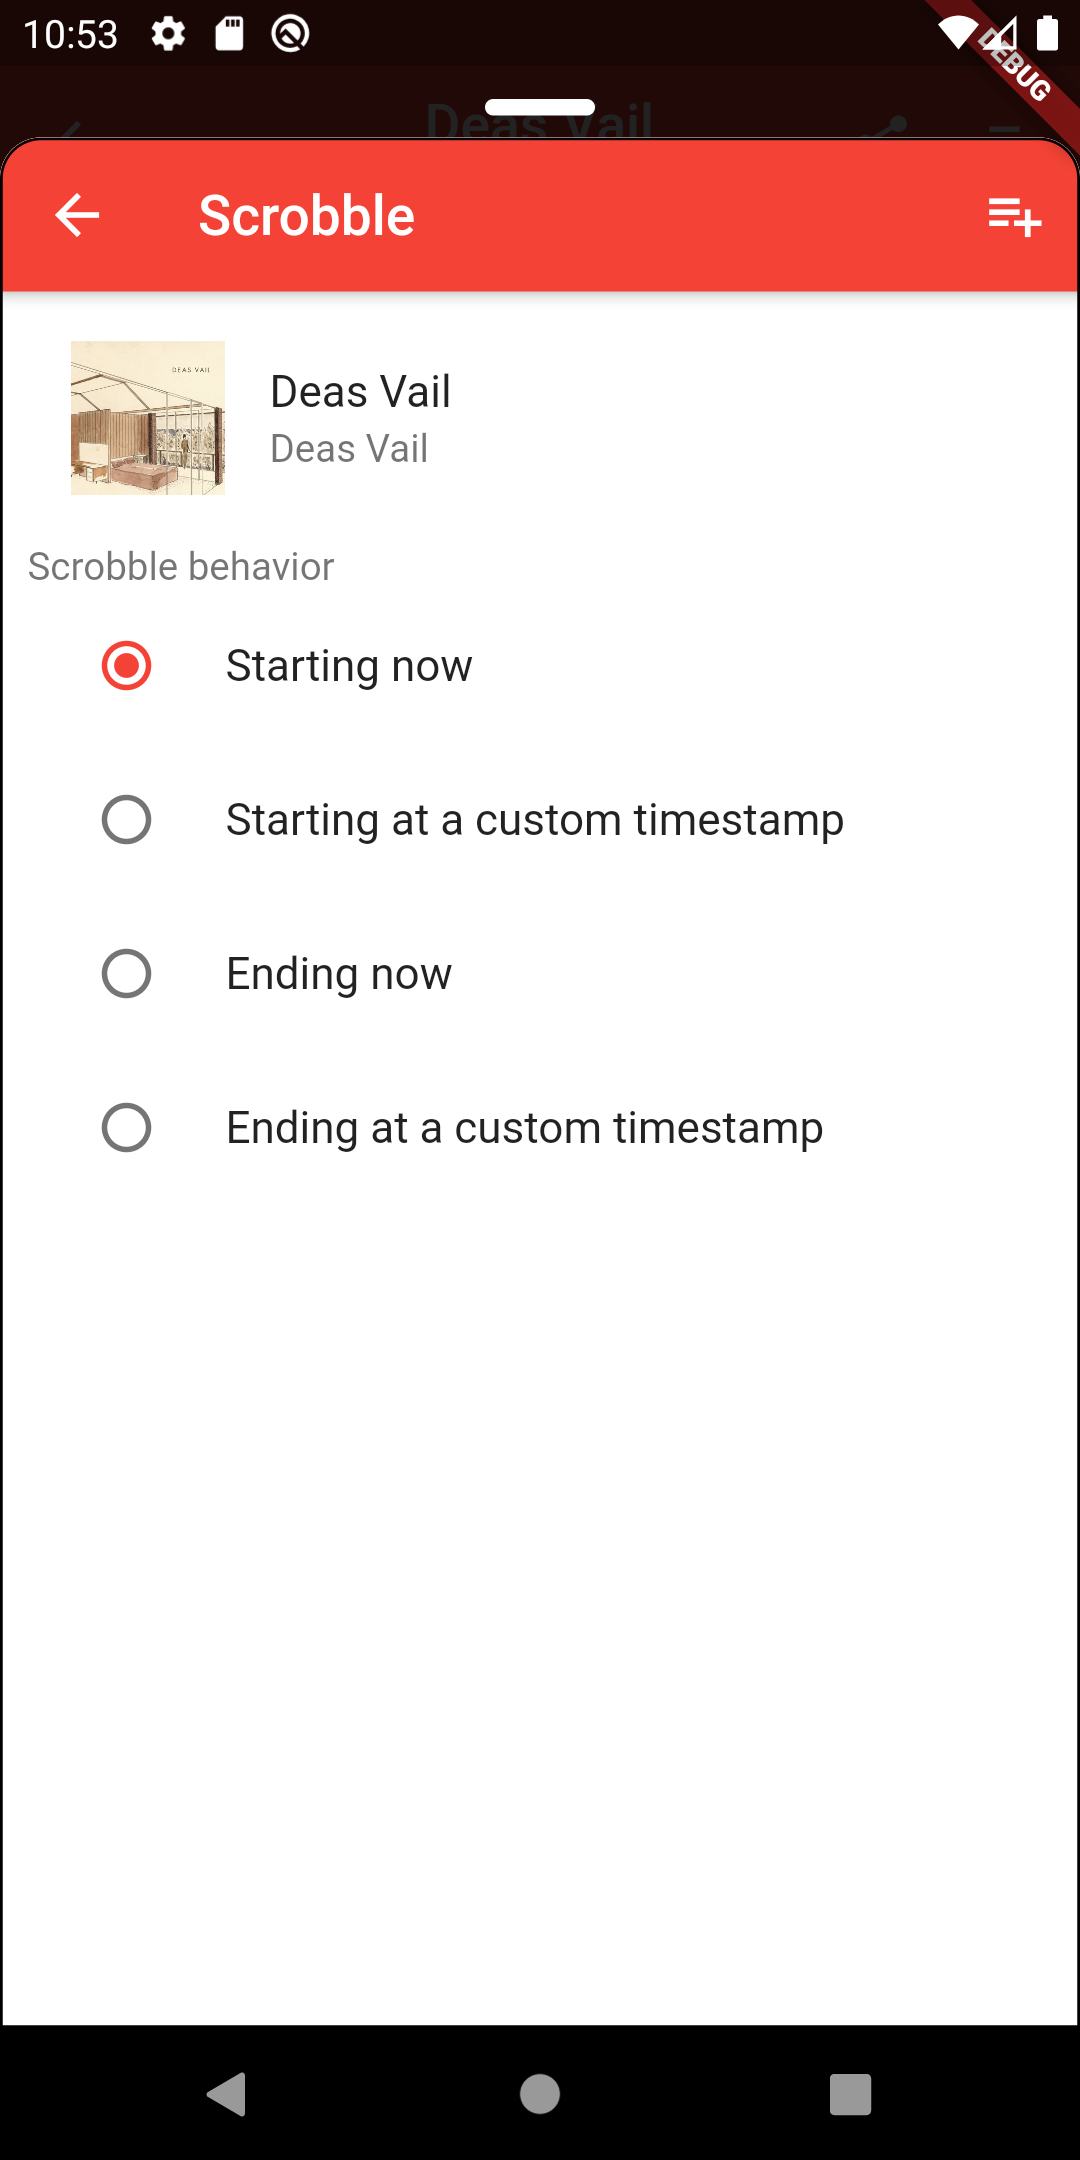 10:53
DEBUG
Deas Vail
Scrobble
DEAS VAIL
Deas Vail
Deas Vail
Scrobble behavior
Starting now
Starting at a custom timestamp
Ending now
Ending at a custom timestamp